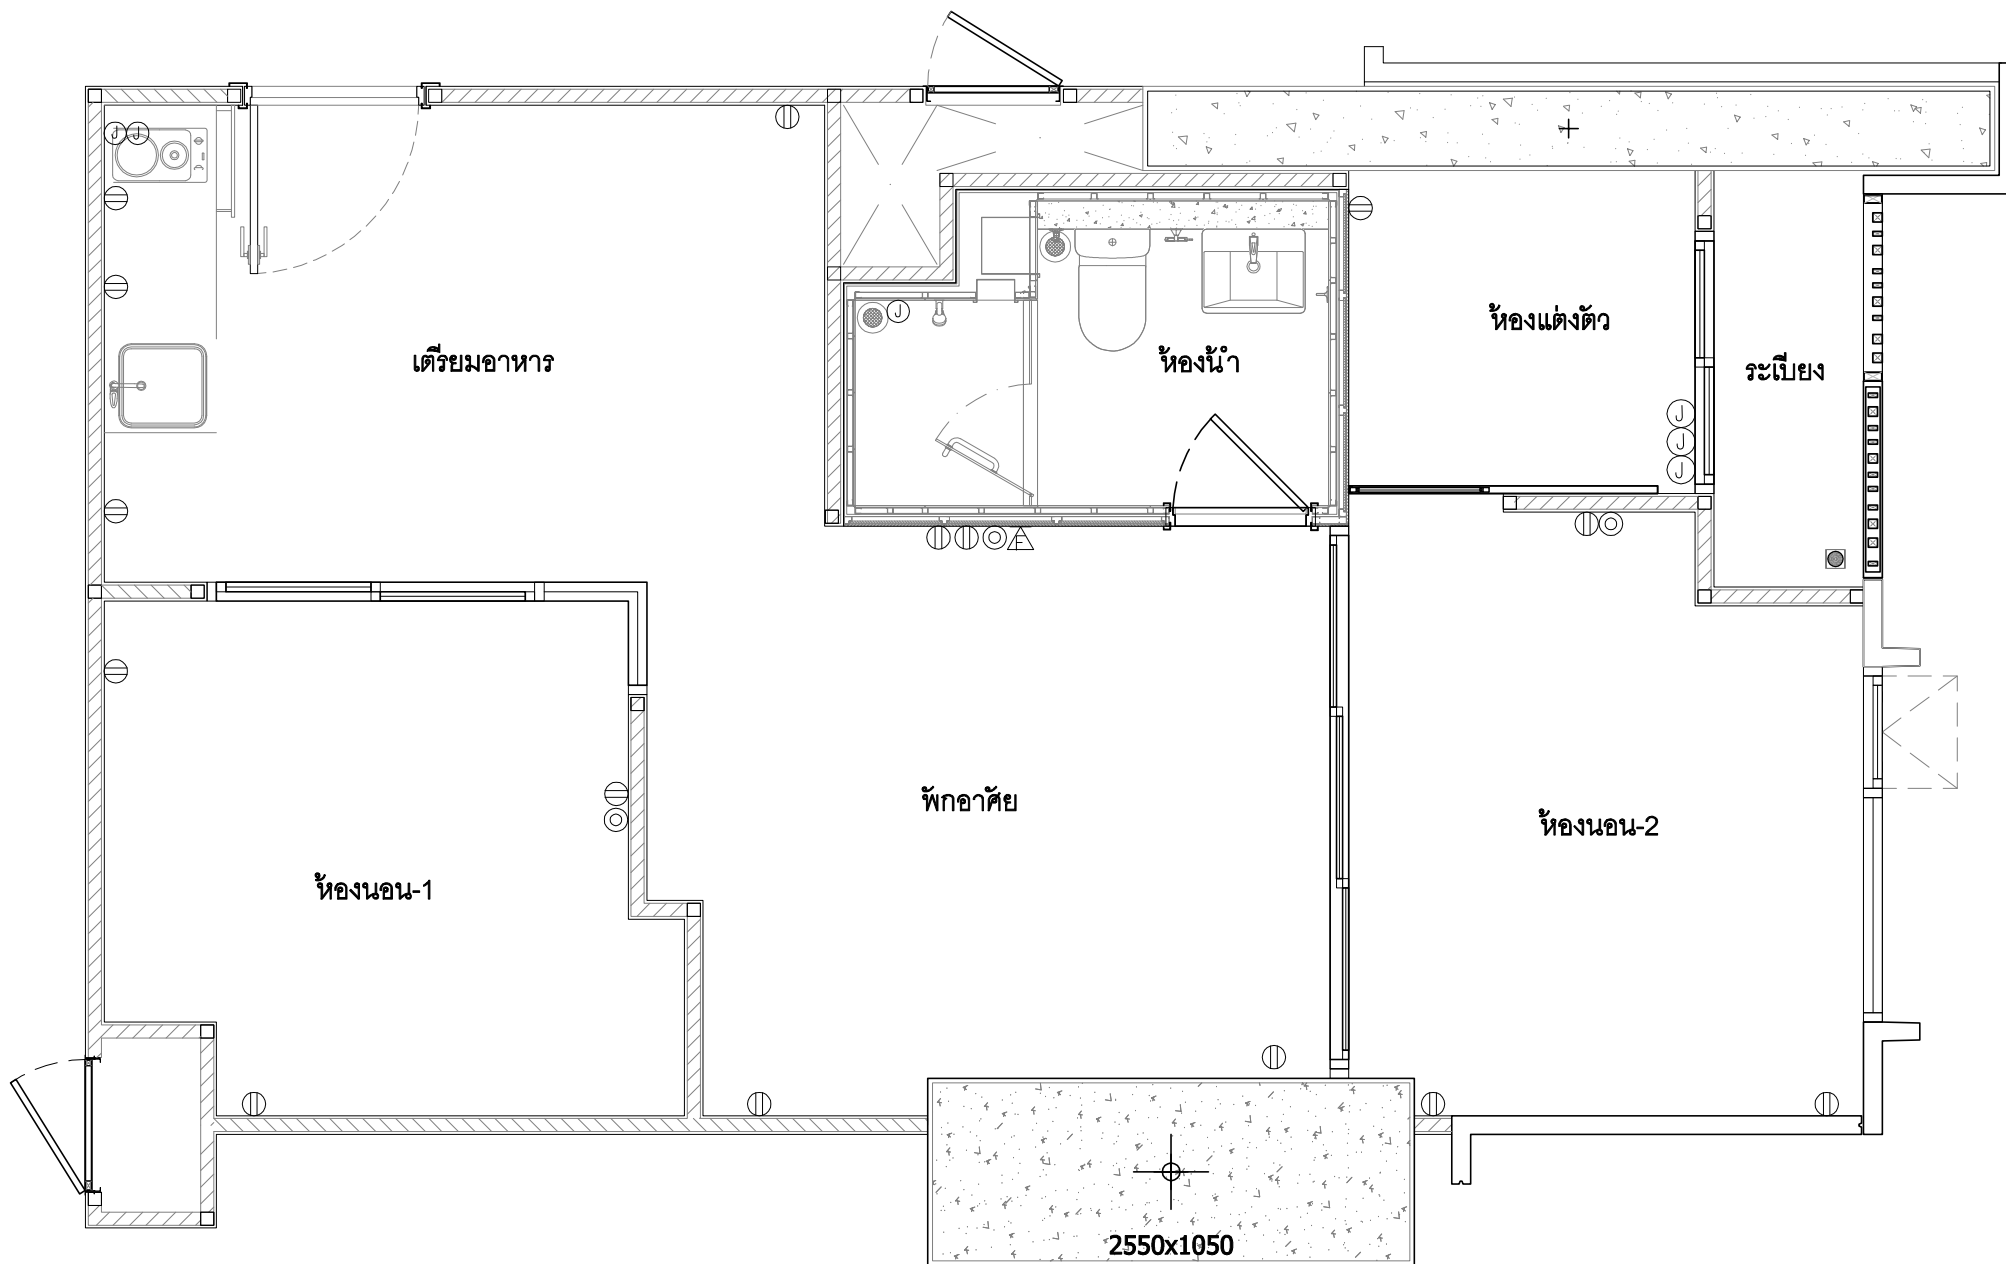 J J
ห้องแต่งตัว
J
เตรียมอาหาร
ห้องน้ำ
ระเบียง
J
J
J
E
พักอาศัย
ห้องนอน-2
ห้องนอน-1
2550x1050